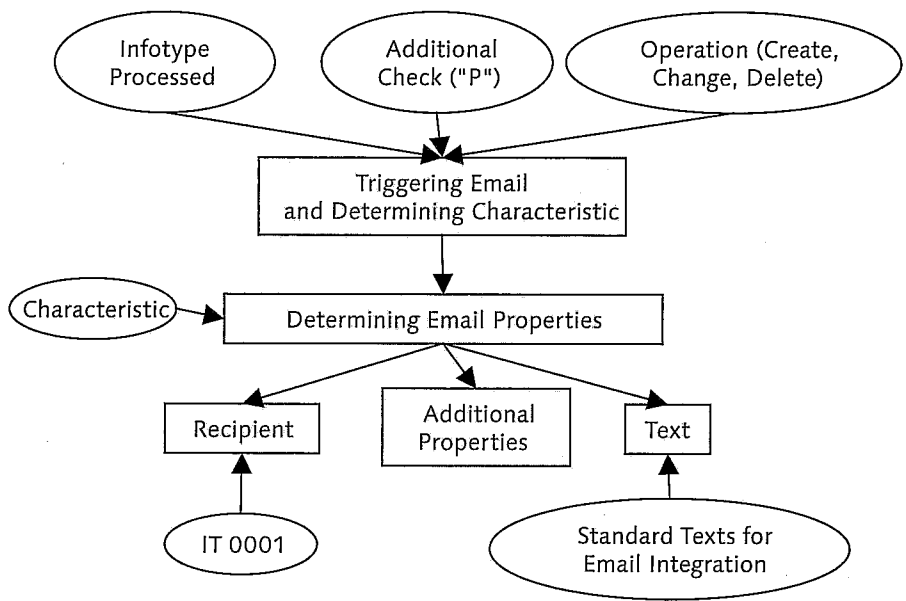 Infotype
Processed
Additional
Check ("P")
Operation (Create,
Change, Delete)
Triggering Email
and Determining Characteristic
Characteristic
Determining Email Properties
Recipient
Additional
Properties
Text
IT 0001
Standard Texts for
Email Integration